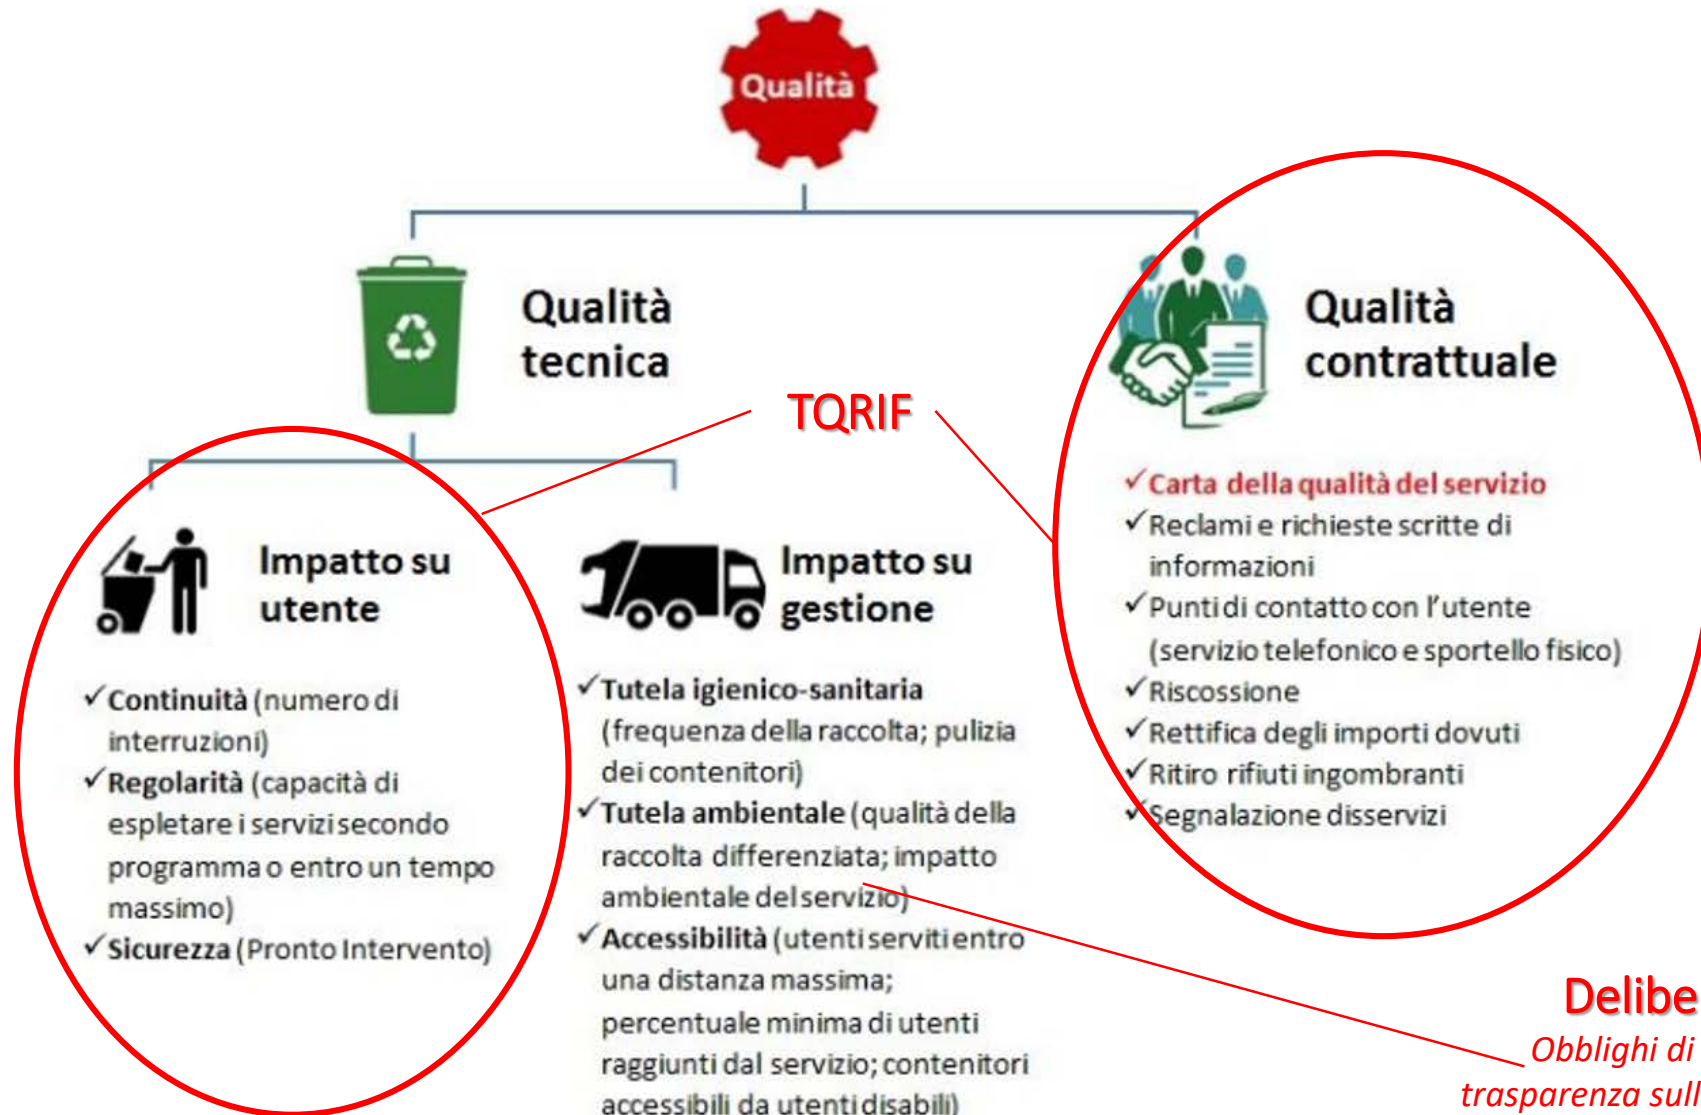 Qualità
Qualità
tecnica
Qualità
contrattuale
TQRIF
Impatto su
utente
✓Continuità (numero di
interruzioni)
✓Regolarità (capacità di
espletare i servizi secondo
programma o entro un tempo
massimo)
✓Sicurezza (Pronto Intervento)
Impatto su
gestione
✓Tutela igienico-sanitaria
(frequenza della raccolta; pulizia
dei contenitori)
✓Tutela ambientale (qualità della
raccolta differenziata; impatto
ambientale del servizio)
✓Accessibilità (utenti serviti entro
una distanza massima;
percentuale minima di utenti
raggiunti dal servizio; contenitori
accessibili da utenti disabili)
✓Carta della qualità del servizio
✓Reclami e richieste scritte di
informazioni
✓Punti di contatto con l'utente
(servizio telefonico e sportello fisico)
✓Riscossione
✓Rettifica degli importi dovuti
✓Ritiro rifiuti ingombranti
✓Segnalazione disservizi
Delibe
Obblighi di
trasparenza sull